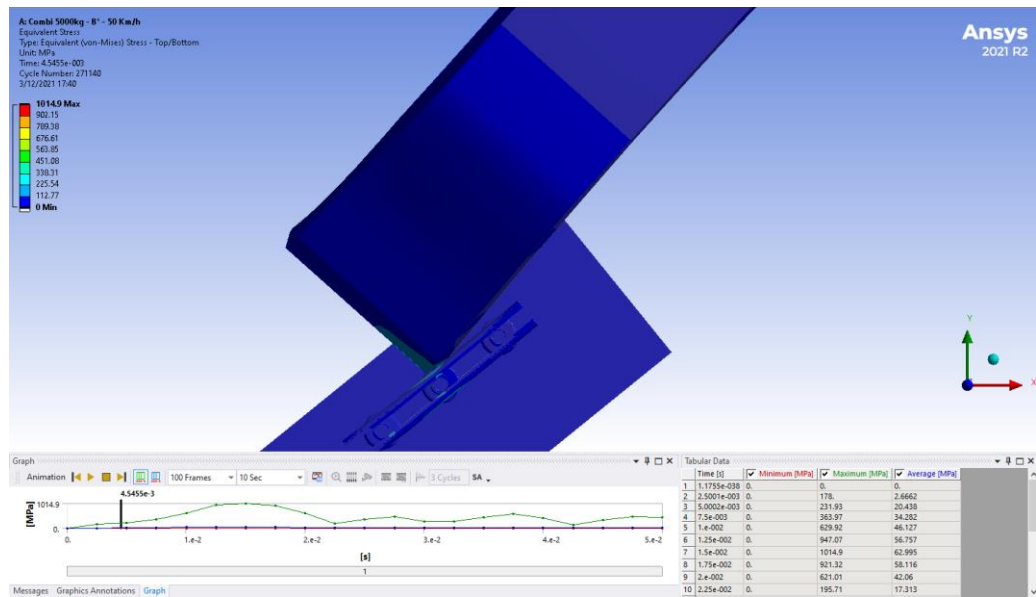 A: Combi 5000kg - 8° - 50 Km/h
Equivalent Stress
Type: Equivalent (von-Mises) Stress - Top/Bottom
Unit: MPa
Time: 4.5455e-003
Cycle Number: 271140
3/12/2021 17:40
1014.9 Max
902.15
789.38
676.61
563.85
451.08
338.31
225.54
112.77
0 Min
Ansys
2021 R2
Y
X
Graph
Animation 100 Frames 10 Sec 3 Cycles SA
4.5455e-3
[MPa]
1014.9
0.
0. 1.e-2 2.e-2 3.e-2 4.e-2 5.e-2
[s]
1
Messages Graphics Annotations Graph
Tabular Data
Time [s] Minimum [MPa] Maximum [MPa] Average [MPa]
1 1.1755e-038 0. 0. 0.
2 2.5001e-003 0. 178. 2.6662
3 5.0002e-003 0. 231.93 20.438
4 7.5e-003 0. 363.97 34.282
5 1.e-002 0. 629.92 46.127
6 1.25e-002 0. 947.07 56.757
7 1.5e-002 0. 1014.9 62.995
8 1.75e-002 0. 921.32 58.116
9 2.e-002 0. 621.01 42.06
10 2.25e-002 0. 195.71 17.313